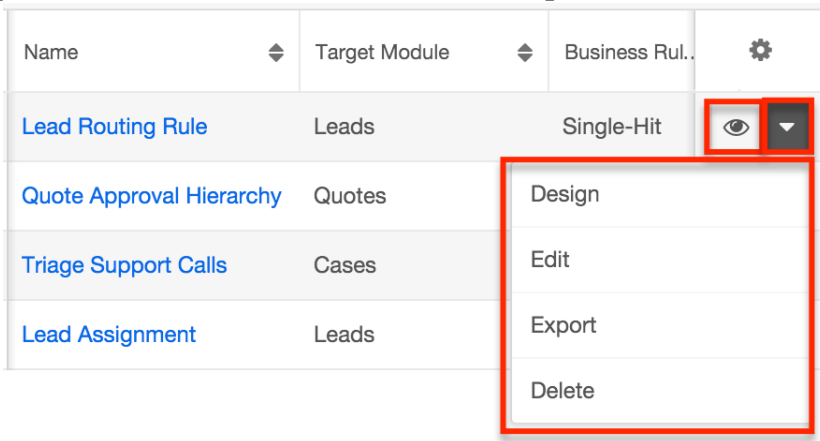 Name Target Module Business Rul..
Lead Routing Rule Leads Single-Hit
Quote Approval Hierarchy Quotes Design
Triage Support Calls Cases Edit
Lead Assignment Leads Export
Delete